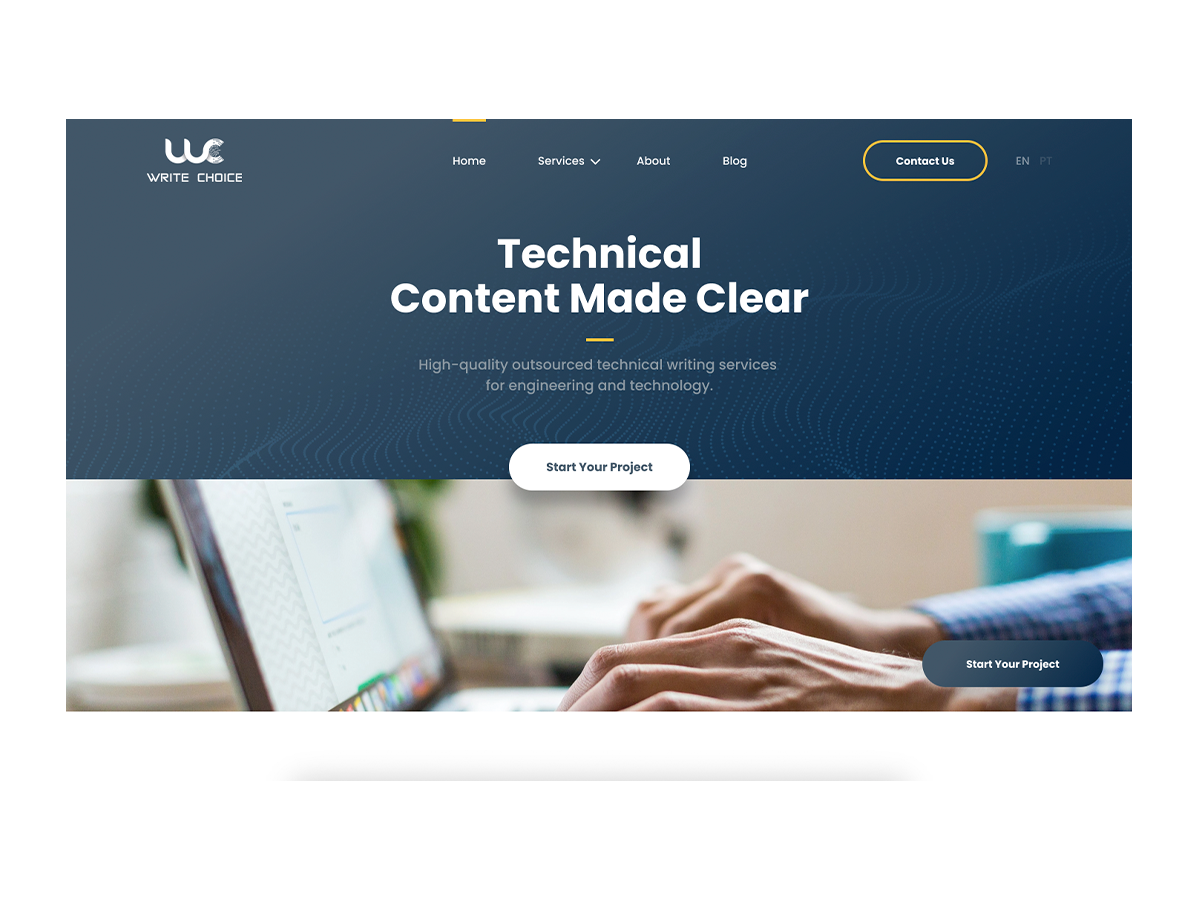 WRITE CHOICE
Home Services About Blog Contact Us EN PT
Technical
Content Made Clear
High-quality outsourced technical writing services
for engineering and technology.
Start Your Project
Start Your Project